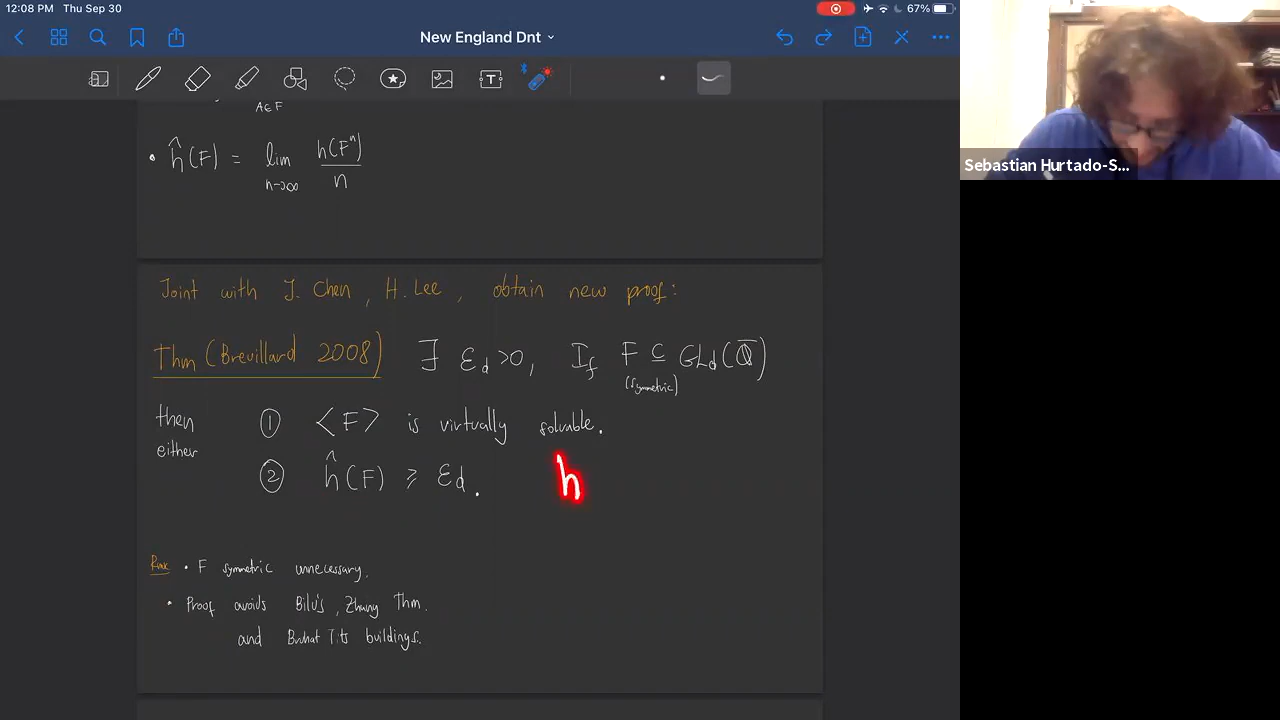 12:08 PM Thu Sep 30
67%
New England Dnt
T
A∈F
• ĥ(F) = lim n→∞ h(Fⁿ)/n
Joint with J. Chen, H. Lee, obtain new proof:
Thm (Brevillard 2008) ∃ ε_d >0, If F ⊆ GL_d(Q̄)
(symmetric)
then either ① <F> is virtually solvable.
② ĥ(F) ≥ ε_d. h
Rmk • F symmetric unnecessary.
• Proof avoids Bilu's, Zhang Thm.
and Bruhat Tits buildings.
Sebastian Hurtado-S...